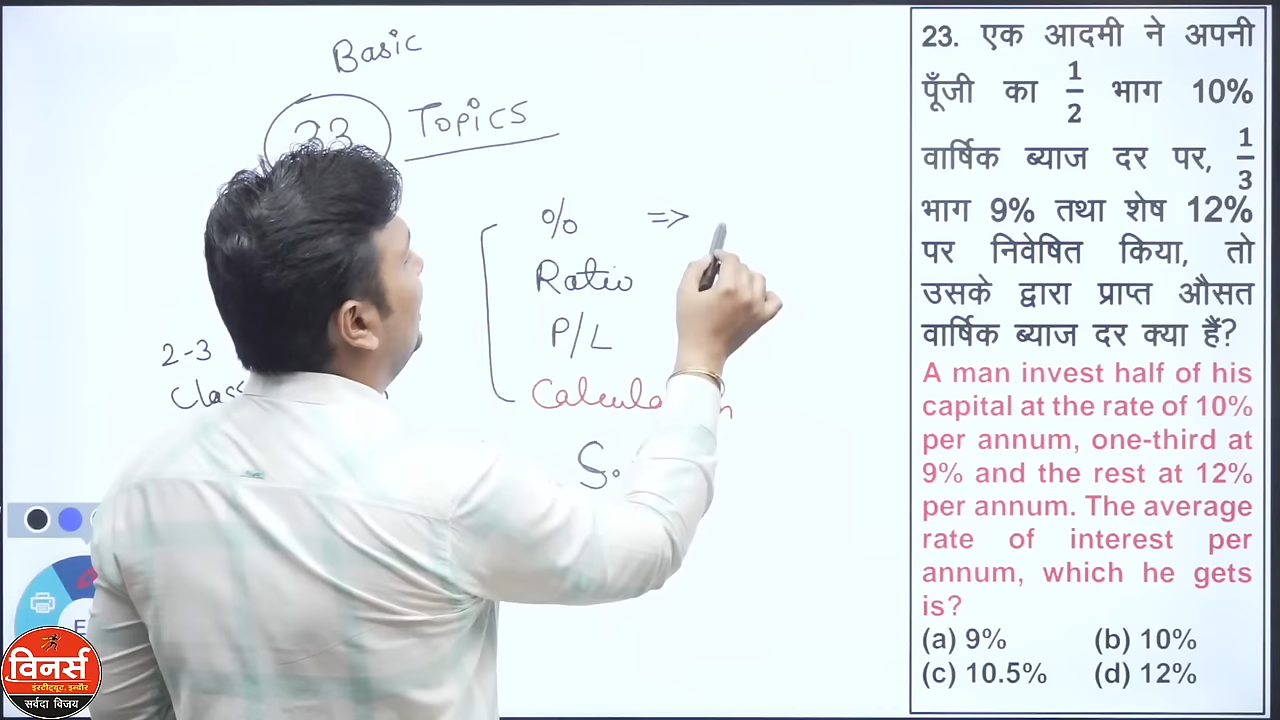 Basic
33 Topics
% =>
Ratio
P/L
2-3
23. एक आदमी ने अपनी
पूँजी का 1/2 भाग 10%
वार्षिक ब्याज दर पर, 1/3
भाग 9% तथा शेष 12%
पर निवेषित किया, तो
उसके द्वारा प्राप्त औसत
वार्षिक ब्याज दर क्या हैं?
A man invest half of his
capital at the rate of 10%
per annum, one-third at
9% and the rest at 12%
per annum. The average
rate of interest per
annum, which he gets
is?
(a) 9% (b) 10%
(c) 10.5% (d) 12%
विनर्स
इंस्टीट्यूट, इन्दौर
सर्वदा विजय